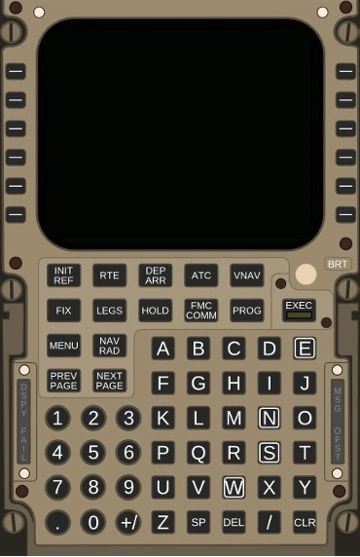 BRT
INIT REF RTE DEP ARR ATC VNAV
FIX LEGS HOLD FMC COMM PROG EXEC
MENU NAV RAD A B C D E
PREV PAGE NEXT PAGE F G H I J
DSPY FAIL
MSG OFST
1 2 3 K L M N O
4 5 6 P Q R S T
7 8 9 U V W X Y
. 0 +/ Z SP DEL / CLR